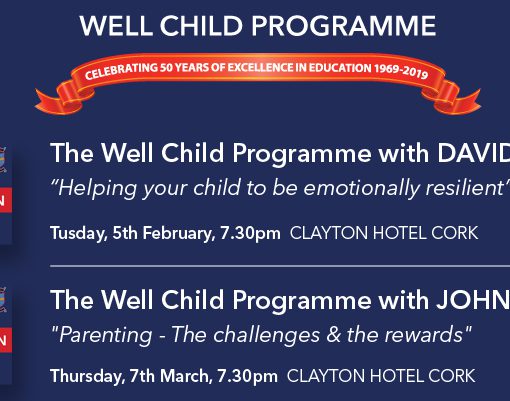 WELL CHILD PROGRAMME
CELEBRATING 50 YEARS OF EXCELLENCE IN EDUCATION 1969-2019
The Well Child Programme with DAVID
“Helping your child to be emotionally resilient”
N
Tusday, 5th February, 7.30pm CLAYTON HOTEL CORK
The Well Child Programme with JOHN
"Parenting - The challenges & the rewards"
N
Thursday, 7th March, 7.30pm CLAYTON HOTEL CORK